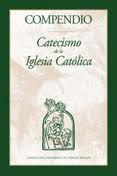 COMPENDIO
Catecismo
de la
Iglesia Católica